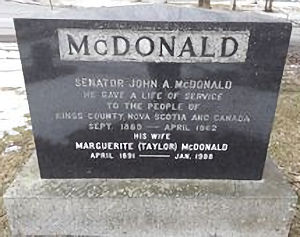 McDONALD
SENATOR JOHN A. McDONALD
HE GAVE A LIFE OF SERVICE
TO THE PEOPLE OF
KINGS COUNTY, NOVA SCOTIA AND CANADA
SEPT. 1889 — APRIL 1962
HIS WIFE
MARGUERITE (TAYLOR) McDONALD
APRIL 1891 — JAN. 1988